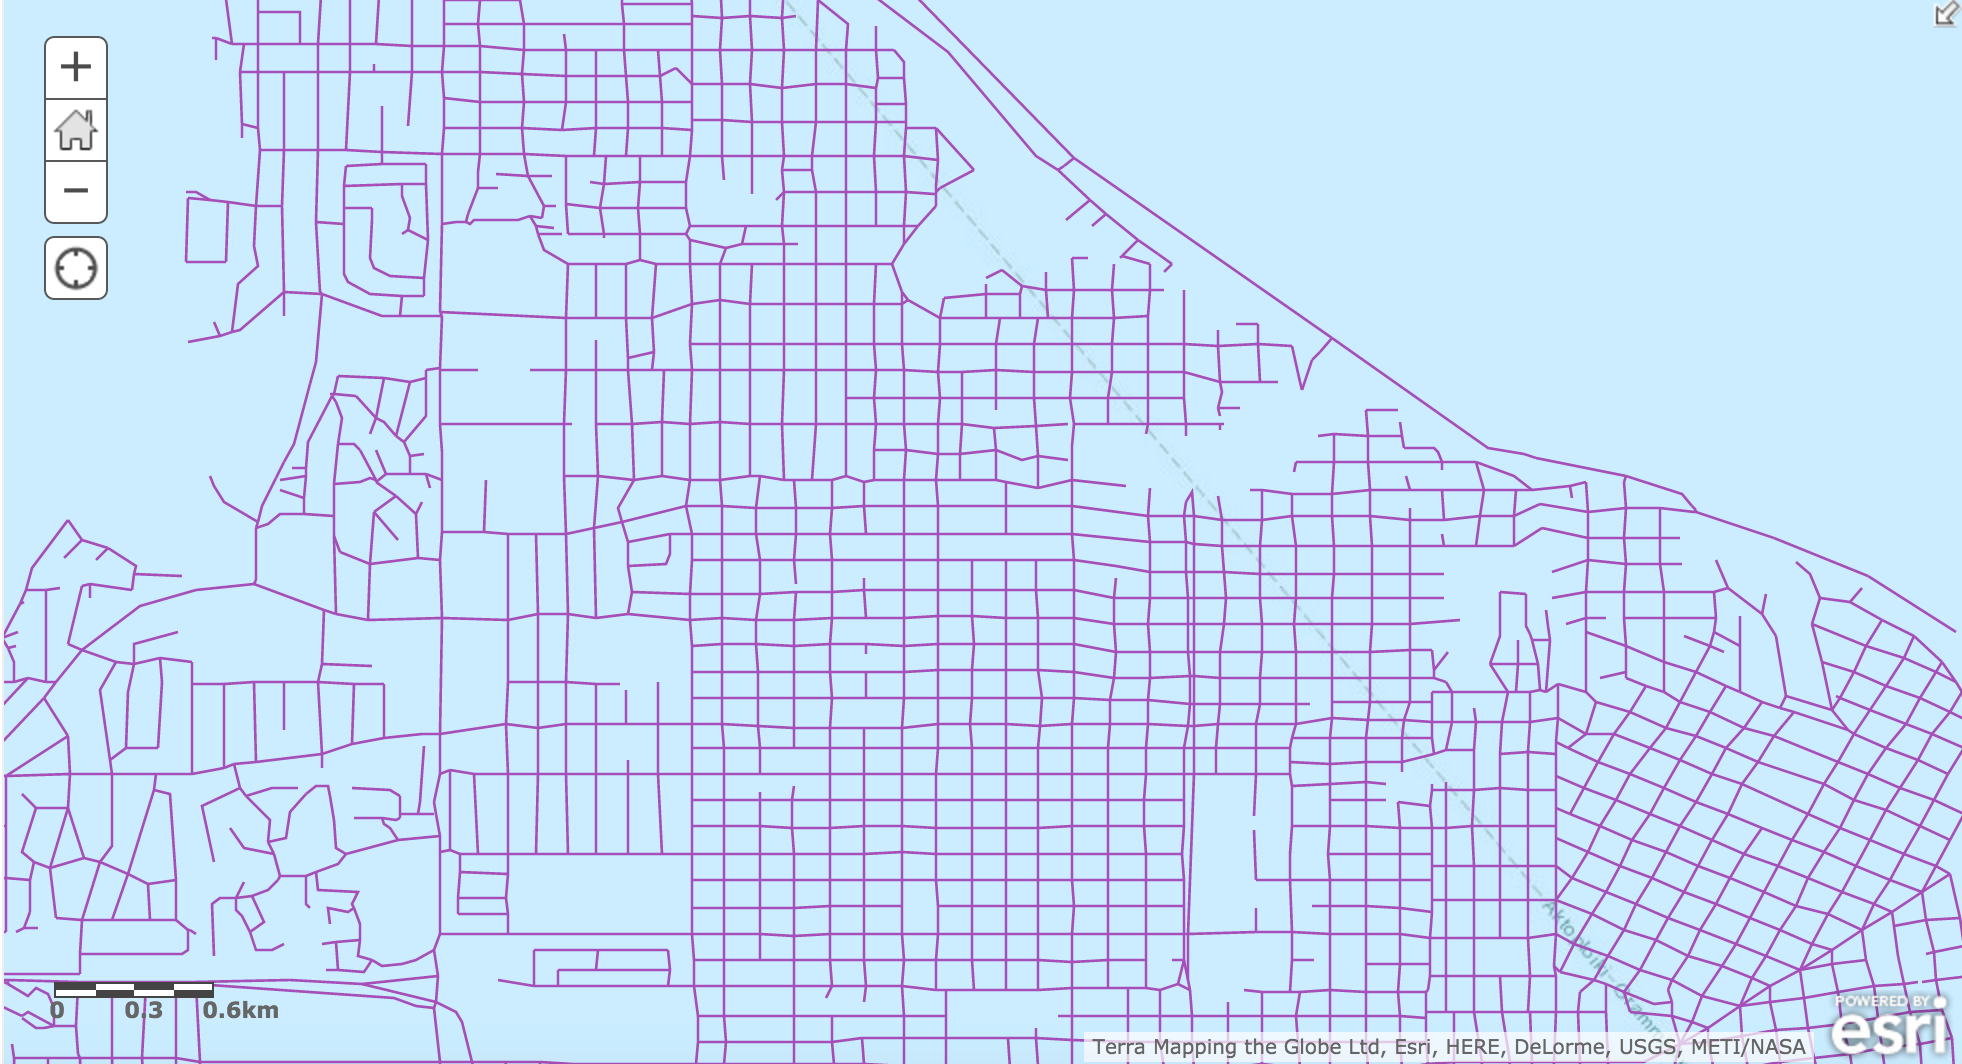 +
−
0 0.3 0.6km
POWERED BY
esri
Terra Mapping the Globe Ltd, Esri, HERE, DeLorme, USGS, METI/NASA